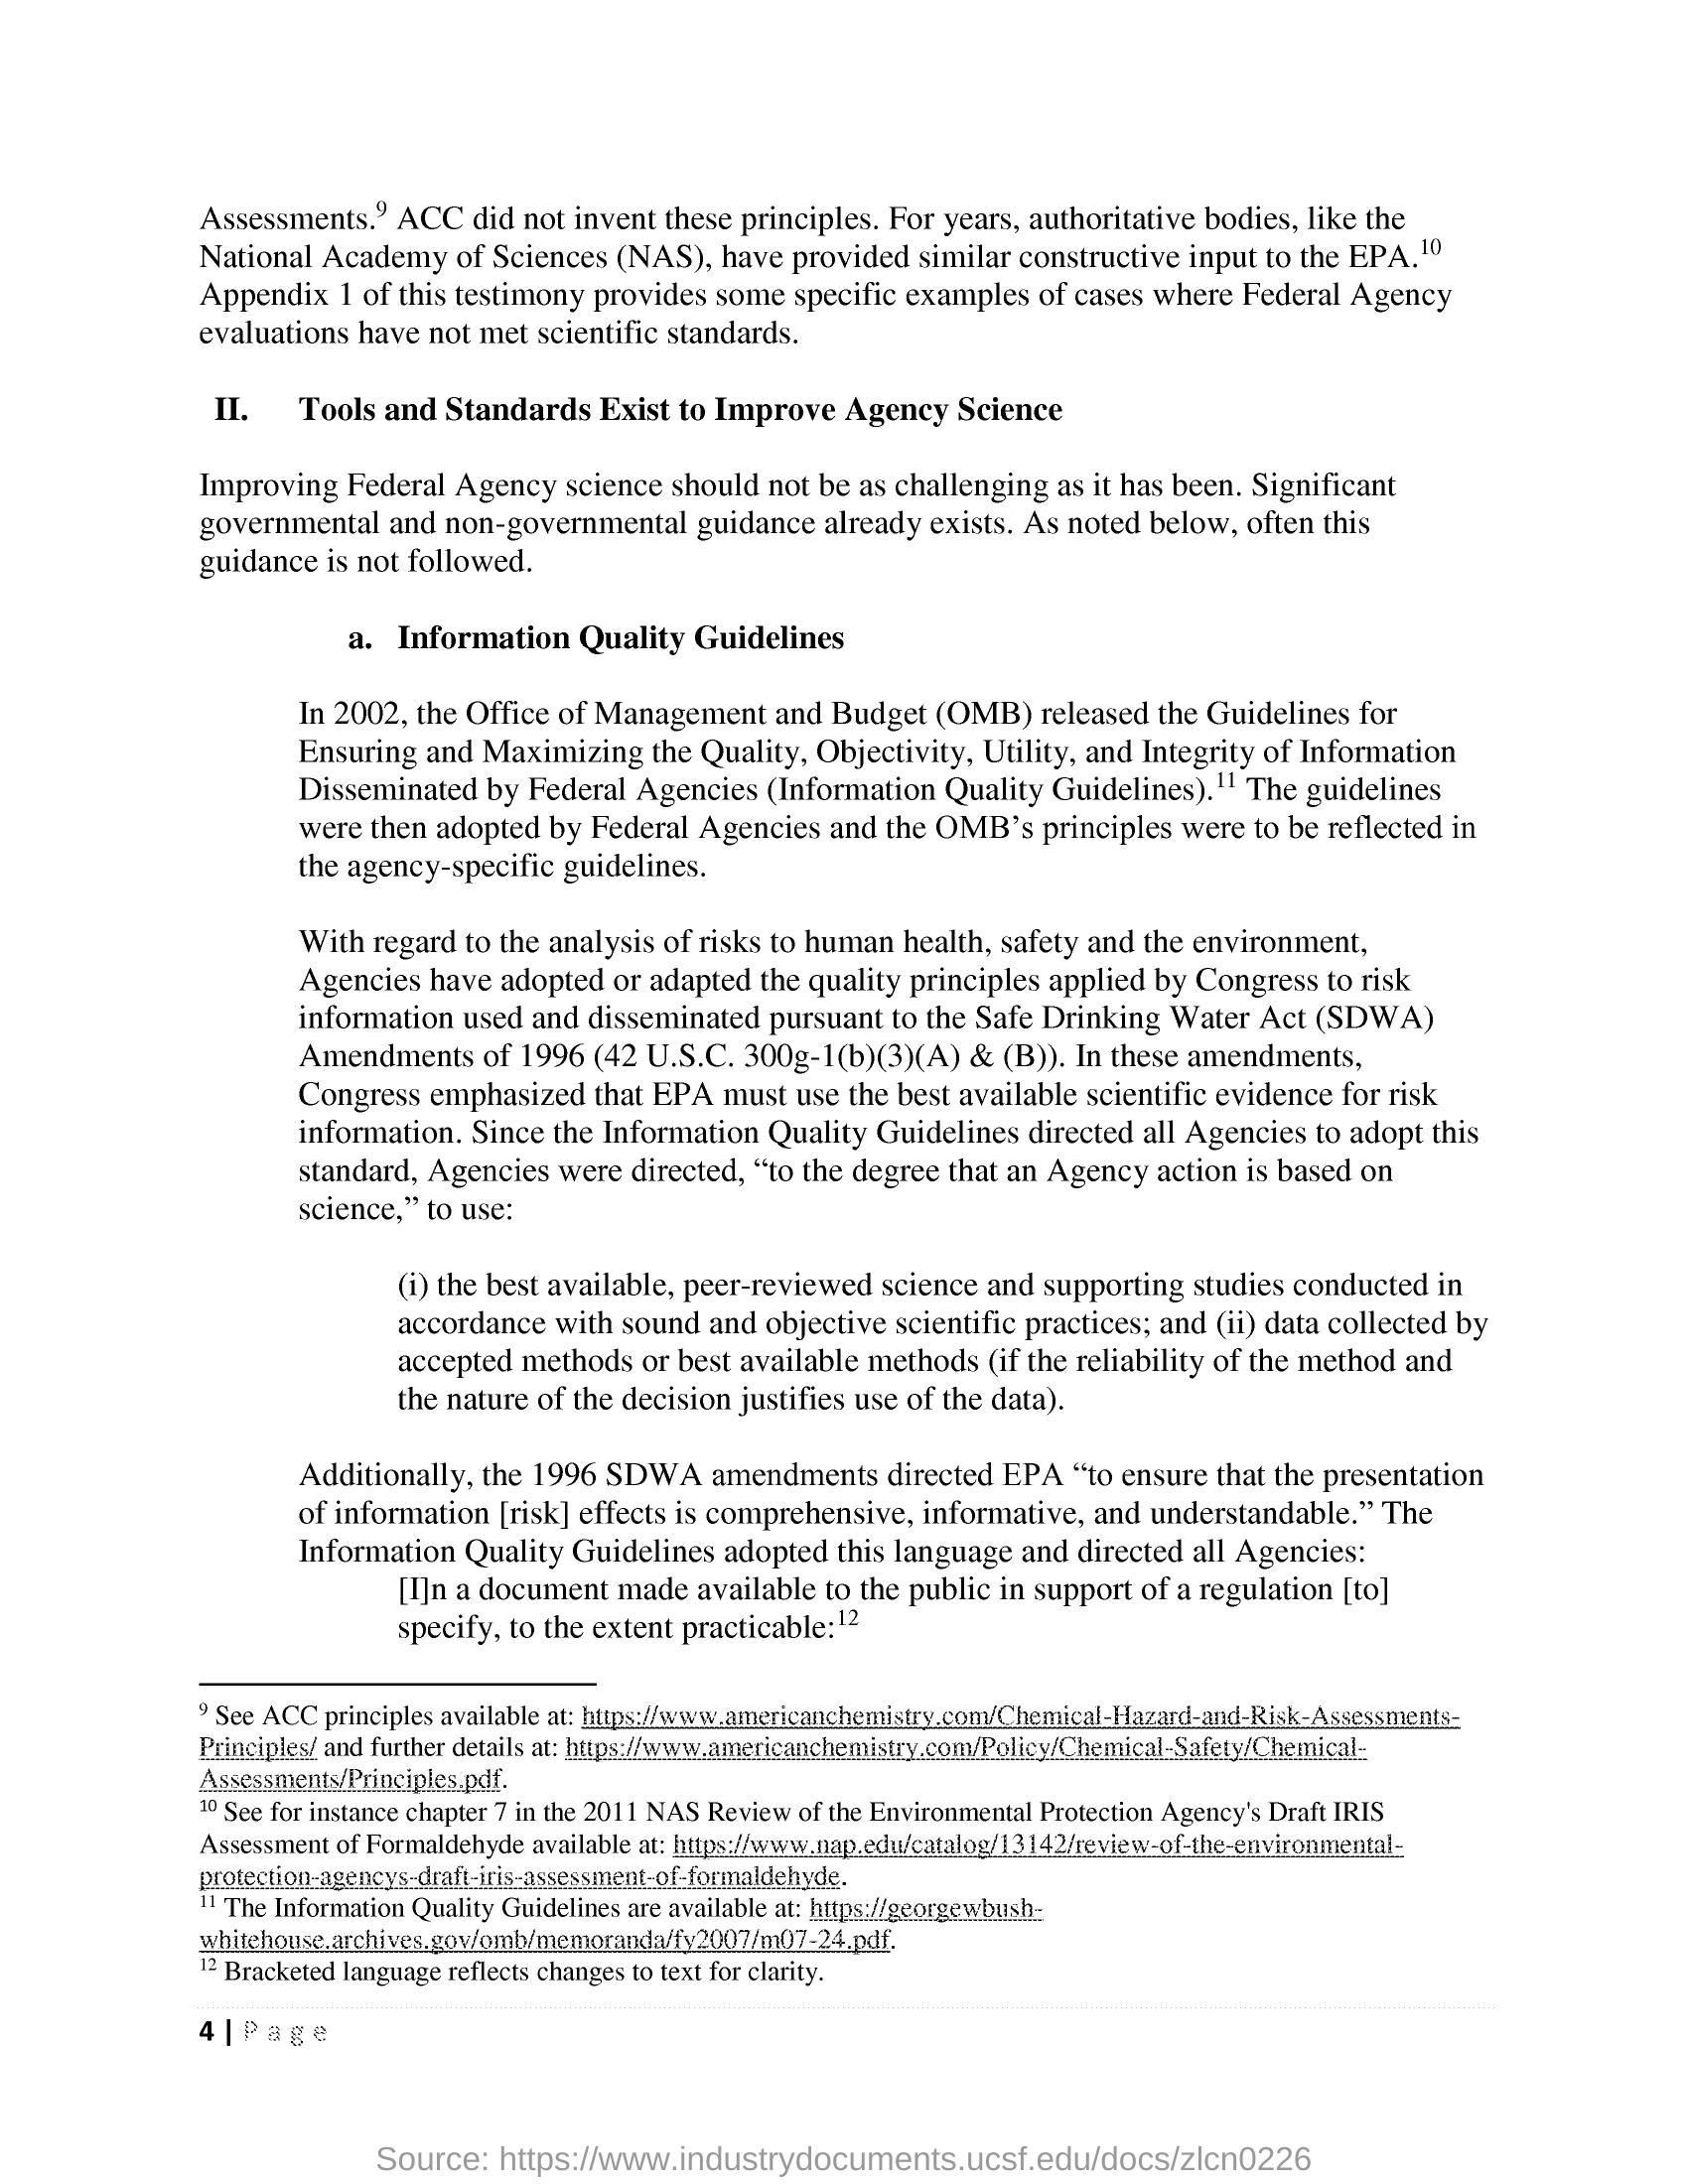 Assessments.9 ACC did not invent these principles. For years, authoritative bodies, like the
National Academy of Sciences (NAS), have provided similar constructive input to the EPA.10
Appendix 1 of this testimony provides some specific examples of cases where Federal Agency
evaluations have not met scientific standards.
II. Tools and Standards Exist to Improve Agency Science
Improving Federal Agency science should not be as challenging as it has been. Significant
governmental and non-governmental guidance already exists. As noted below, often this
guidance is not followed.
a. Information Quality Guidelines
In 2002, the Office of Management and Budget (OMB) released the Guidelines for
Ensuring and Maximizing the Quality, Objectivity, Utility, and Integrity of Information
Disseminated by Federal Agencies (Information Quality Guidelines).11 The guidelines
were then adopted by Federal Agencies and the OMB's principles were to be reflected in
the agency-specific guidelines.
With regard to the analysis of risks to human health, safety and the environment,
Agencies have adopted or adapted the quality principles applied by Congress to risk
information used and disseminated pursuant to the Safe Drinking Water Act (SDWA)
Amendments of 1996 (42 U.S.C. 300g-1(b)(3)(A) & (B)). In these amendments,
Congress emphasized that EPA must use the best available scientific evidence for risk
information. Since the Information Quality Guidelines directed all Agencies to adopt this
standard, Agencies were directed, “to the degree that an Agency action is based on
science,” to use:
(i) the best available, peer-reviewed science and supporting studies conducted in
accordance with sound and objective scientific practices; and (ii) data collected by
accepted methods or best available methods (if the reliability of the method and
the nature of the decision justifies use of the data).
Additionally, the 1996 SDWA amendments directed EPA “to ensure that the presentation
of information [risk] effects is comprehensive, informative, and understandable.” The
Information Quality Guidelines adopted this language and directed all Agencies:
[I]n a document made available to the public in support of a regulation [to]
specify, to the extent practicable:12
9 See ACC principles available at: https://www.americanchemistry.com/Chemical-Hazard-and-Risk-Assessments-
Principles/ and further details at: https://www.americanchemistry.com/Policy/Chemical-Safety/Chemical-
Assessments/Principles.pdf.
10 See for instance chapter 7 in the 2011 NAS Review of the Environmental Protection Agency's Draft IRIS
Assessment of Formaldehyde available at: https://www.nap.edu/catalog/13142/review-of-the-environmental-
protection-agencys-draft-iris-assessment-of-formaldehyde.
11 The Information Quality Guidelines are available at: https://georgewbush-
whitehouse.archives.gov/omb/memoranda/fy2007/m07-24.pdf.
12 Bracketed language reflects changes to text for clarity.
4 | Page
Source: https://www.industrydocuments.ucsf.edu/docs/zlcn0226